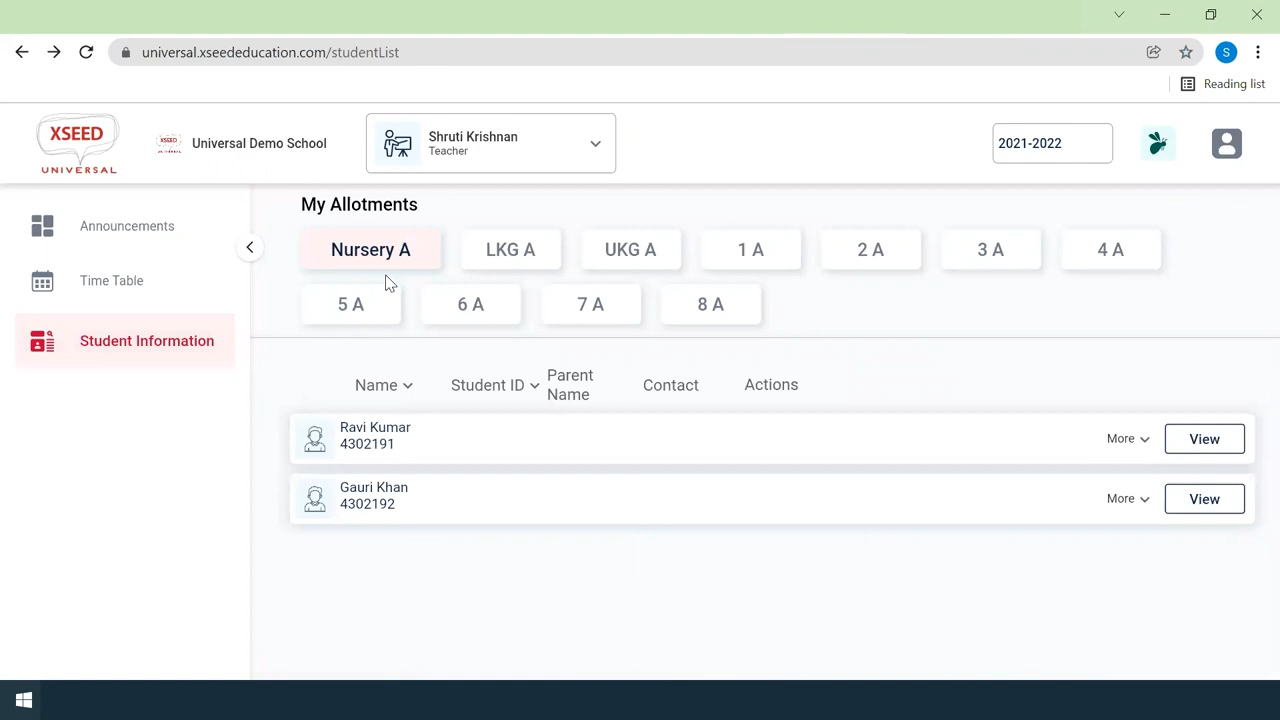 universal.xseededucation.com/studentList
S
Reading list
XSEED
UNIVERSAL
Universal Demo School
Shruti Krishnan
Teacher
2021-2022
Announcements
Time Table
Student Information
My Allotments
Nursery A
LKG A
UKG A
1 A
2 A
3 A
4 A
5 A
6 A
7 A
8 A
Name
Student ID
Parent
Name
Contact
Actions
Ravi Kumar
4302191
More
View
Gauri Khan
4302192
More
View